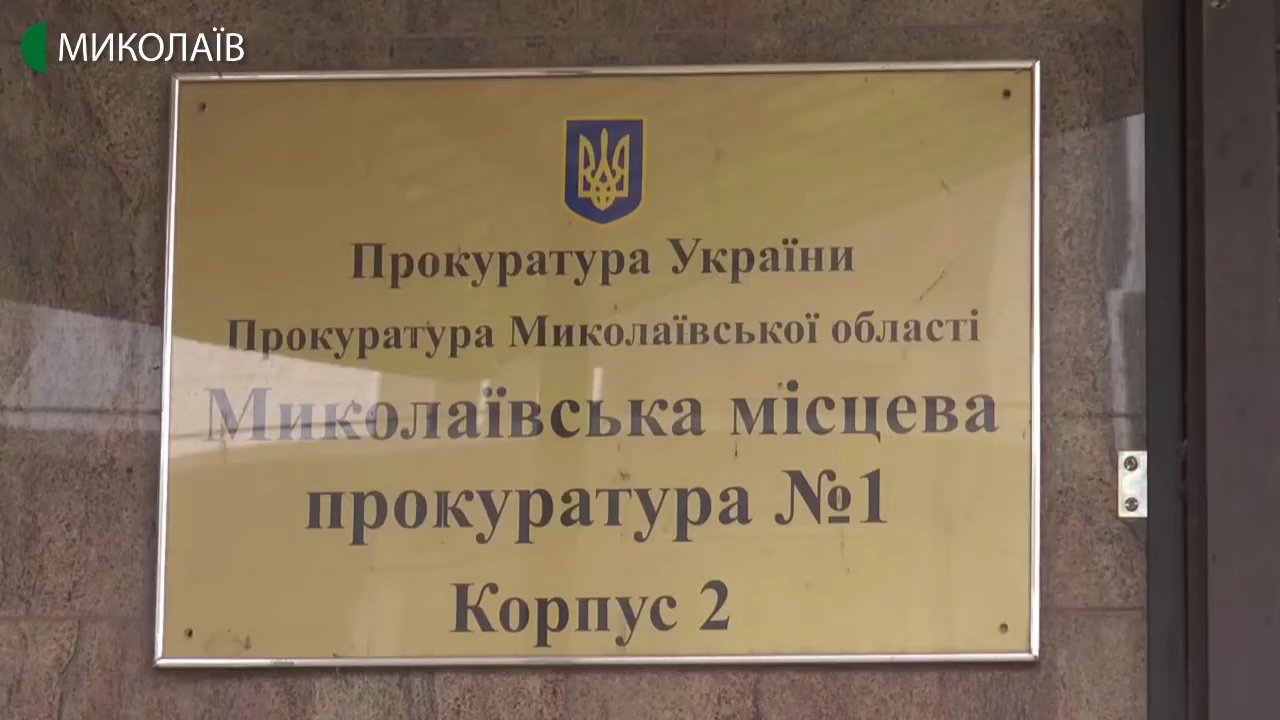 МИКОЛАЇВ
Прокуратура України
Прокуратура Миколаївської області
Миколаївська місцева
прокуратура №1
Корпус 2